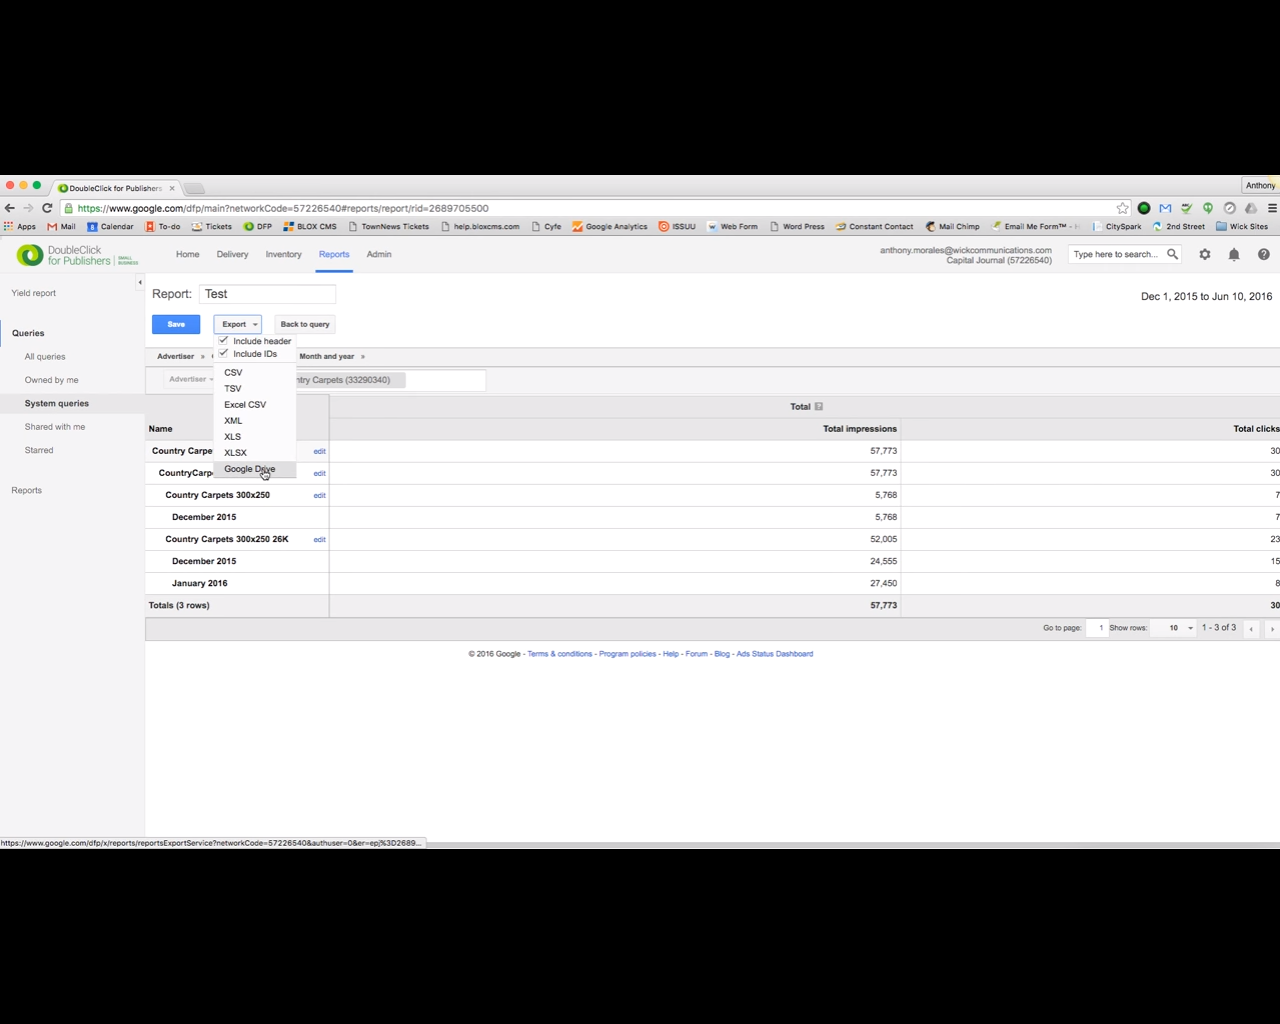 DoubleClick for Publishers ×
Anthony
https://www.google.com/dfp/main?networkCode=57226540#reports/report/rid=2689705500
Apps Mail Calendar To-do Tickets DFP BLOX CMS TownNews Tickets help.bloxcms.com Cyfe Google Analytics ISSUU Web Form Word Press Constant Contact Mail Chimp Email Me Form™ - CitySpark 2nd Street Wick Sites
DoubleClick
for Publishers SMALL BUSINESS
Home Delivery Inventory Reports Admin
anthony.morales@wickcommunications.com
Capital Journal (57226540)
Type here to search...
Yield report
Queries
All queries
Owned by me
System queries
Shared with me
Starred
Reports
Report: Test
Dec 1, 2015 to Jun 10, 2016
Save Export Back to query
Include header
Include IDs
CSV
TSV
Excel CSV
XML
XLS
XLSX
Google Drive
Advertiser » Month and year »
Advertiser ntry Carpets (33290340)
Total ?
Name Total impressions Total clicks
Country Carpe edit 57,773 30
CountryCarp edit 57,773 30
Country Carpets 300x250 edit 5,768 7
December 2015 5,768 7
Country Carpets 300x250 26K edit 52,005 23
December 2015 24,555 15
January 2016 27,450 8
Totals (3 rows) 57,773 30
Go to page: 1 Show rows: 10 1 - 3 of 3
© 2016 Google - Terms & conditions - Program policies - Help - Forum - Blog - Ads Status Dashboard
https://www.google.com/dfp/x/reports/reportsExportService?networkCode=57226540&authuser=0&er=epj%3D2689...